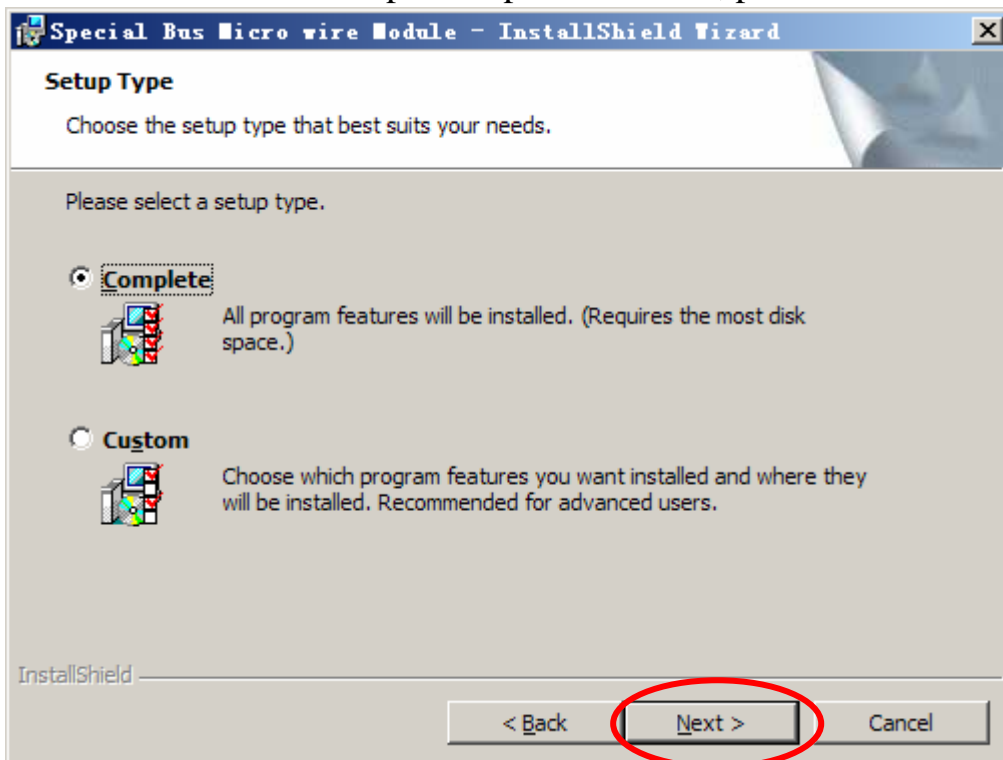 Special Bus Micro wire Module - InstallShield Wizard
Setup Type
Choose the setup type that best suits your needs.
Please select a setup type.
Complete
All program features will be installed. (Requires the most disk
space.)
Custom
Choose which program features you want installed and where they
will be installed. Recommended for advanced users.
InstallShield
< Back Next > Cancel